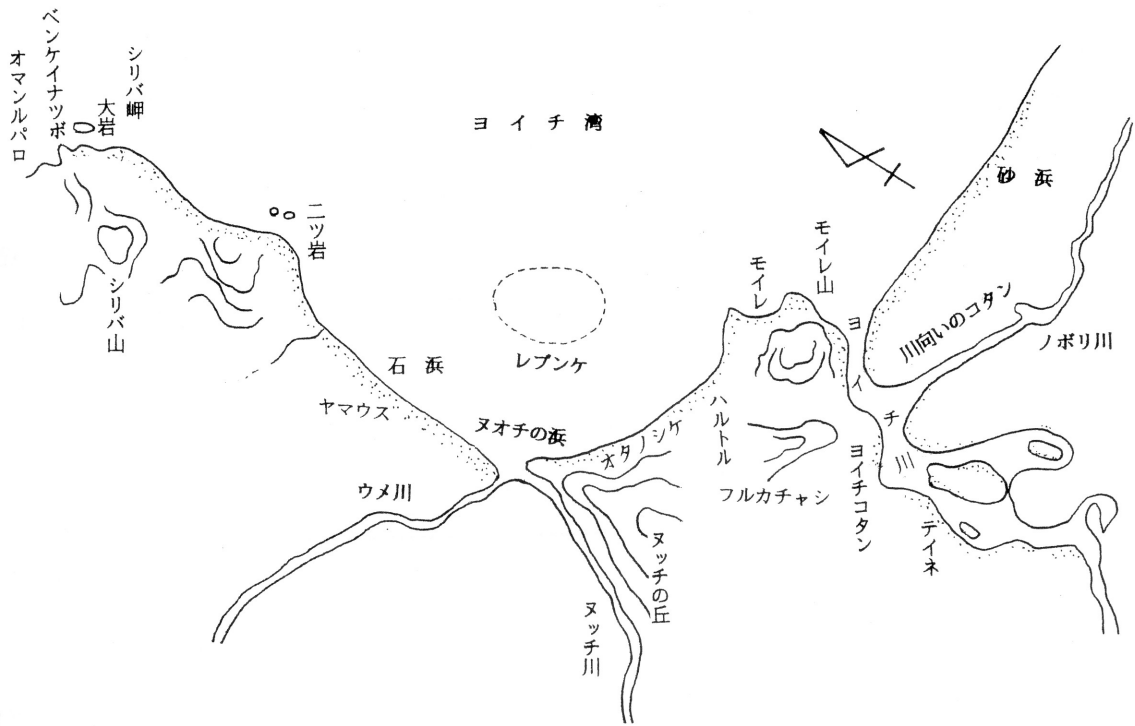 オマンルパロ
ベンケイナツボ
大岩
シリバ岬
ヨイチ湾
二ツ岩
シリバ山
砂浜
モイレ
モイレ山
川向いのコタン
ノボリ川
ヨイチ川
レブンケ
石浜
ヤマウス
ヌオチの浜
オタノシケ
ハルトル
フルカチャシ
ヨイチコタン
テイネ
ウメ川
ヌッチの丘
ヌッチ川